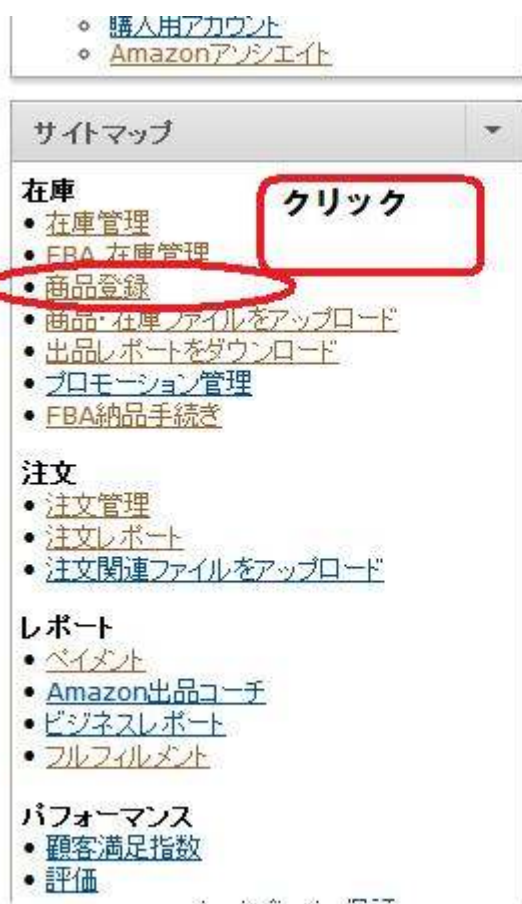 購入用アカウント
Amazonアソシエイト
サイトマップ
在庫
クリック
在庫管理
FBA 在庫管理
商品登録
商品・在庫ファイルをアップロード
出品レポートをダウンロード
プロモーション管理
FBA納品手続き
注文
注文管理
注文レポート
注文関連ファイルをアップロード
レポート
ペイメント
Amazon出品コーチ
ビジネスレポート
フルフィルメント
パフォーマンス
顧客満足指数
評価